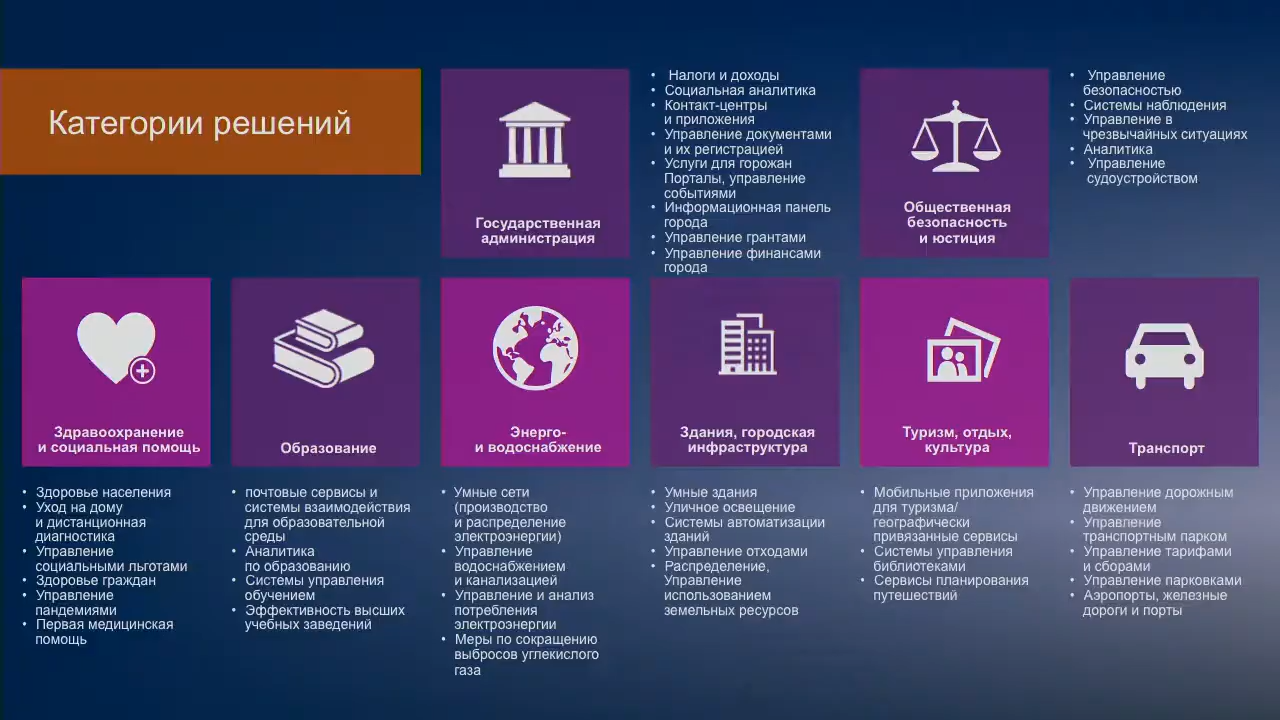 Категории решений
Государственная
администрация
• Налоги и доходы
• Социальная аналитика
• Контакт-центры
и приложения
• Управление документами
и их регистрацией
• Услуги для горожан
Порталы, управление
событиями
• Информационная панель
города
• Управление грантами
• Управление финансами
города
Общественная
безопасность
и юстиция
• Управление
безопасностью
• Системы наблюдения
• Управление в
чрезвычайных ситуациях
• Аналитика
• Управление
судоустройством
Здравоохранение
и социальная помощь
• Здоровье населения
• Уход на дому
и дистанционная
диагностика
• Управление
социальными льготами
• Здоровье граждан
• Управление
пандемиями
• Первая медицинская
помощь
Образование
• почтовые сервисы и
системы взаимодействия
для образовательной
среды
• Аналитика
по образованию
• Системы управления
обучением
• Эффективность высших
учебных заведений
Энерго-
и водоснабжение
• Умные сети
(производство
и распределение
электроэнергии)
• Управление
водоснабжением
и канализацией
• Управление и анализ
потребления
электроэнергии
• Меры по сокращению
выбросов углекислого
газа
Здания, городская
инфраструктура
• Умные здания
• Уличное освещение
• Системы автоматизации
зданий
• Управление отходами
• Распределение,
Управление
использованием
земельных ресурсов
Туризм, отдых,
культура
• Мобильные приложения
для туризма/
географически
привязанные сервисы
• Системы управления
библиотеками
• Сервисы планирования
путешествий
Транспорт
• Управление дорожным
движением
• Управление
транспортным парком
• Управление тарифами
и сборами
• Управление парковками
• Аэропорты, железные
дороги и порты